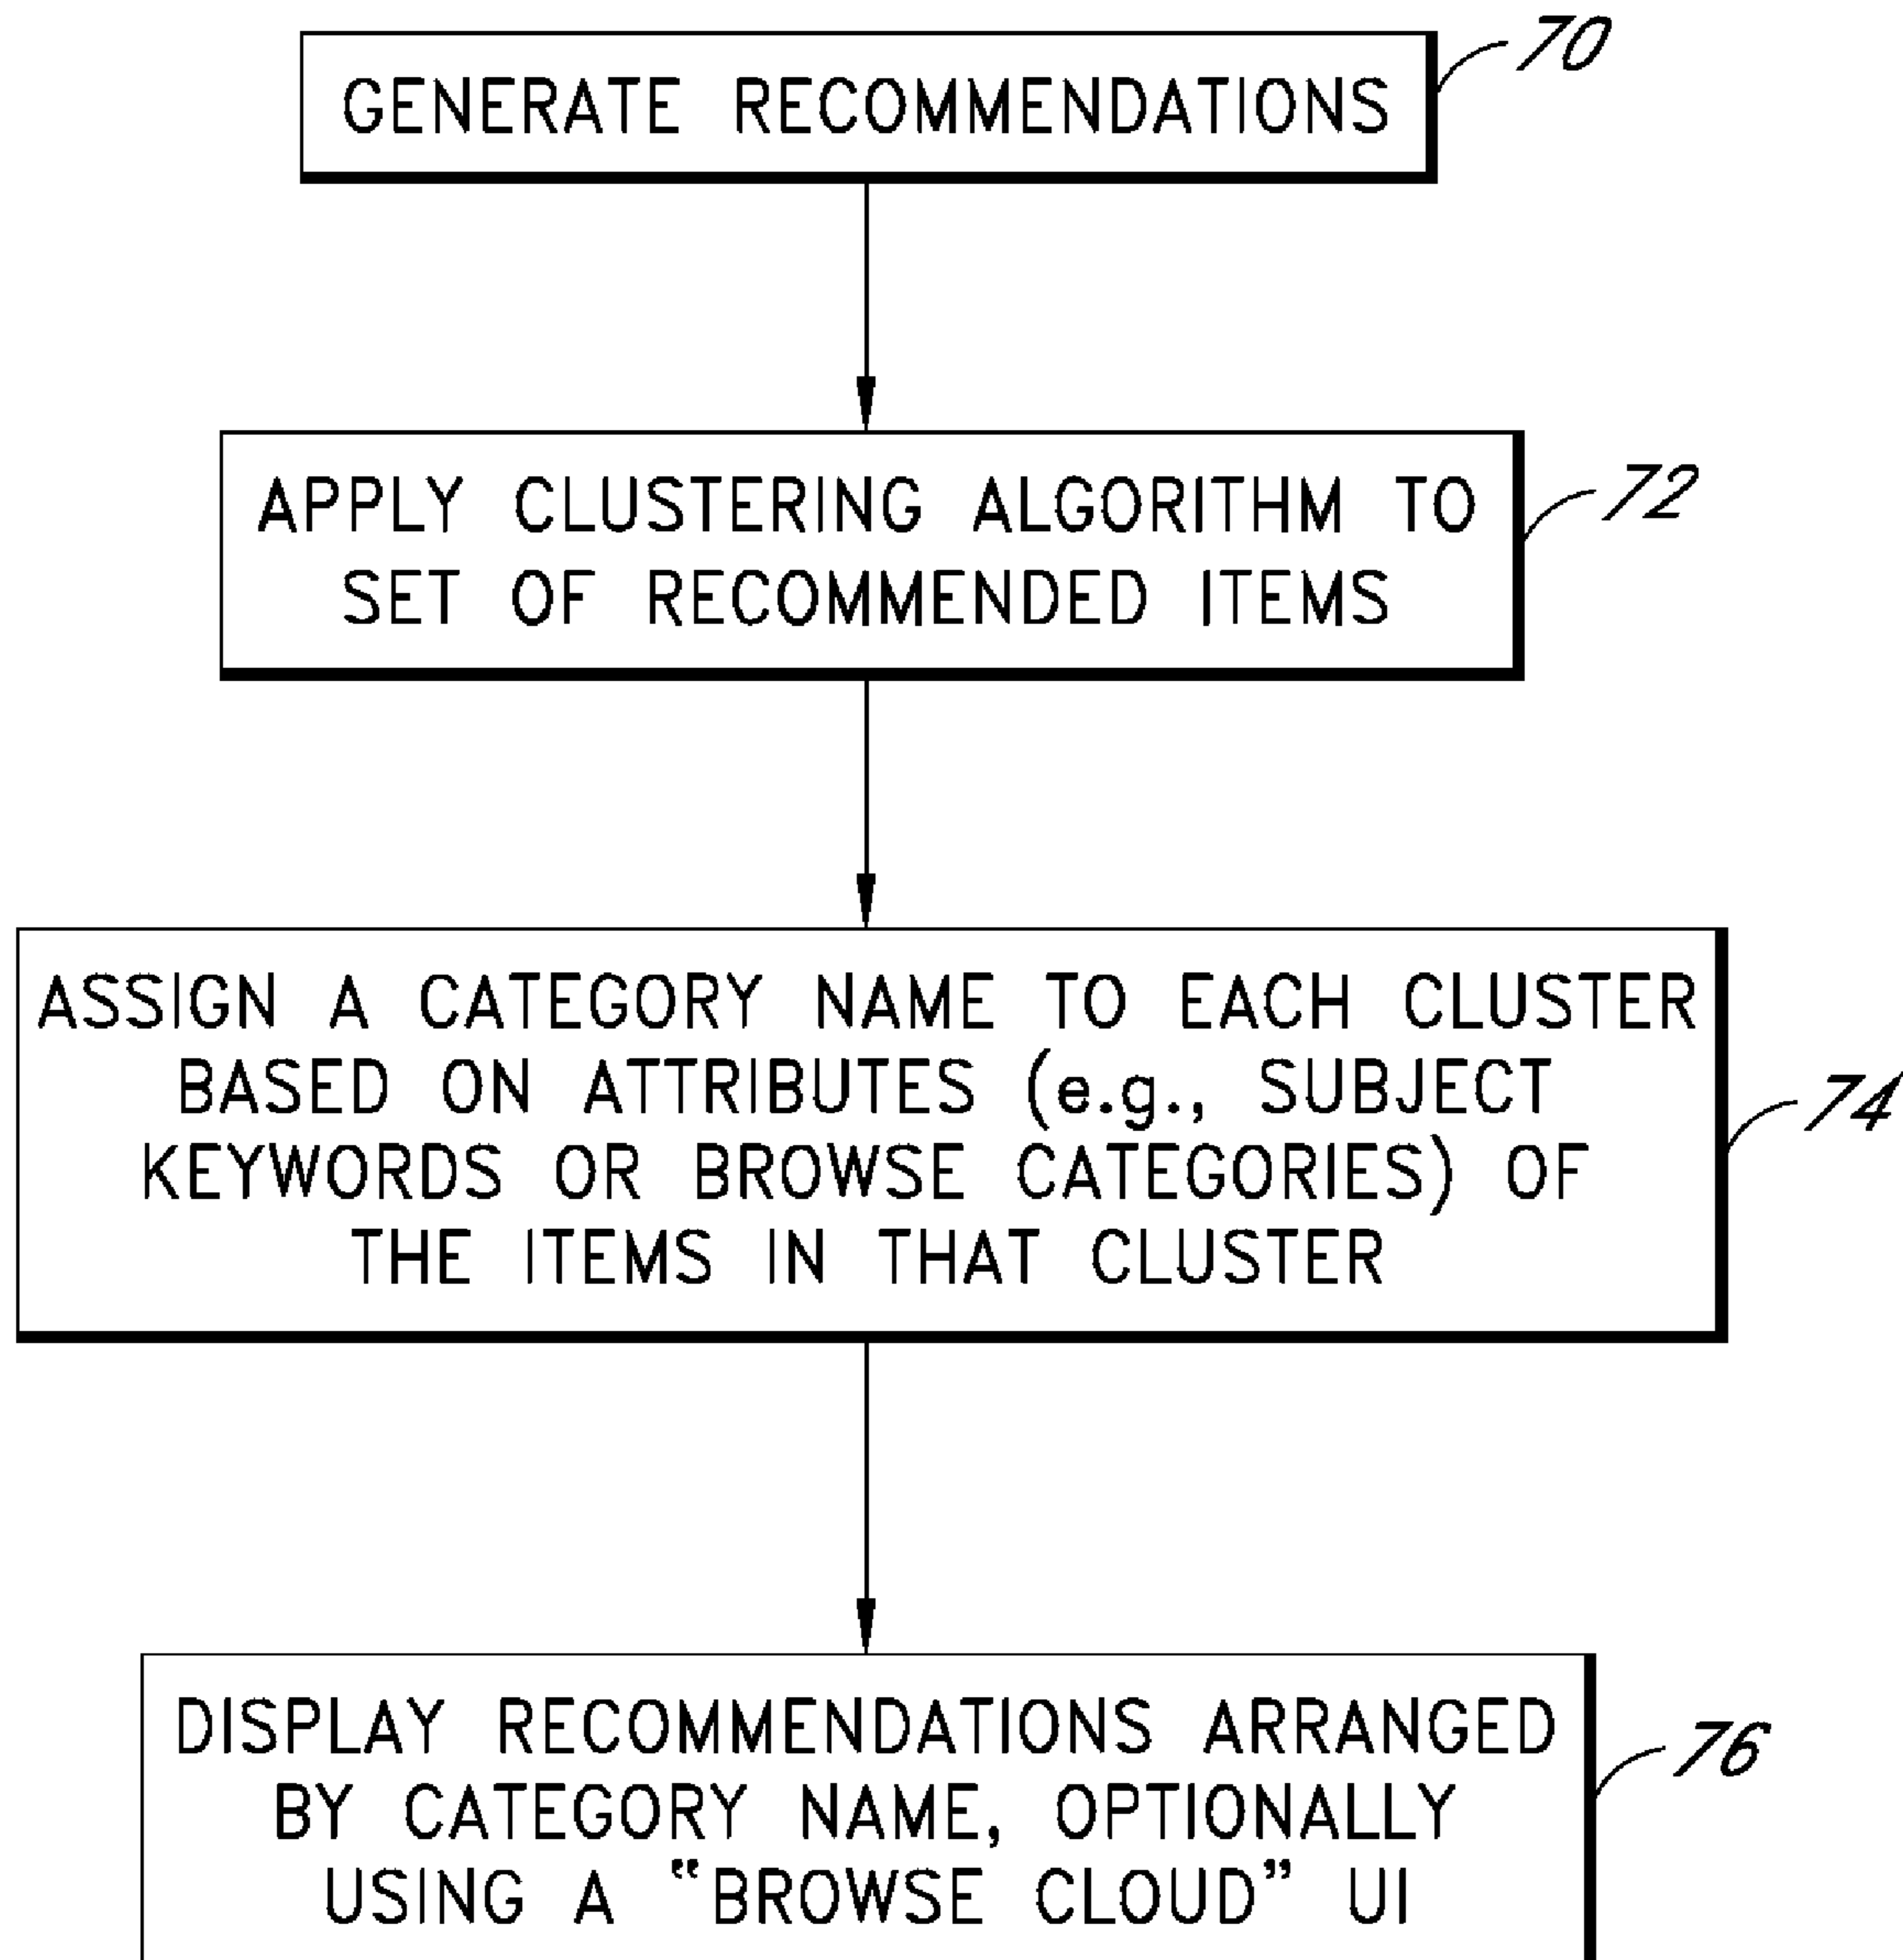 GENERATE RECOMMENDATIONS
70
APPLY CLUSTERING ALGORITHM TO
SET OF RECOMMENDED ITEMS
72
ASSIGN A CATEGORY NAME TO EACH CLUSTER
BASED ON ATTRIBUTES (e.g., SUBJECT
KEYWORDS OR BROWSE CATEGORIES) OF
THE ITEMS IN THAT CLUSTER
74
DISPLAY RECOMMENDATIONS ARRANGED
BY CATEGORY NAME, OPTIONALLY
USING A "BROWSE CLOUD" UI
76